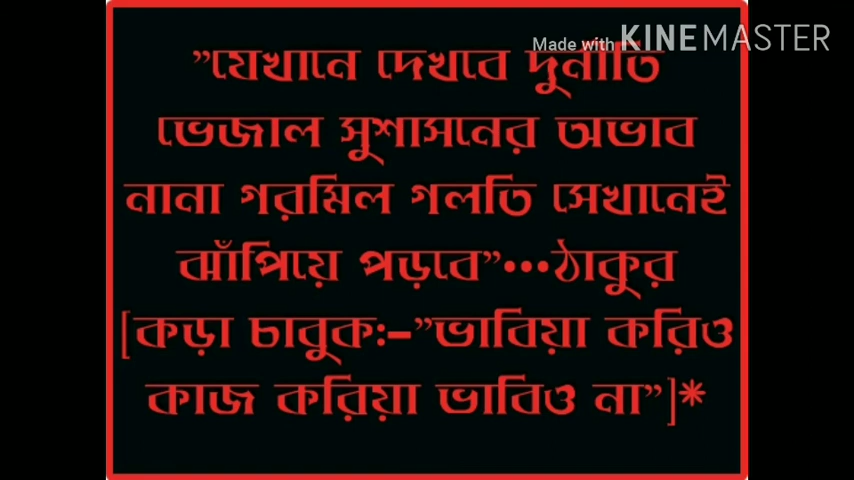 Made with KINEMASTER
”যেখানে দেখবে দুর্নীতি
ভেজাল সুশাসনের অভাব
নানা গরমিল গলতি সেখানেই
ঝাঁপিয়ে পড়বে”•••ঠাকুর
[কড়া চাবুকঃ–”ভাবিয়া করিও
কাজ করিয়া ভাবিও না”]*